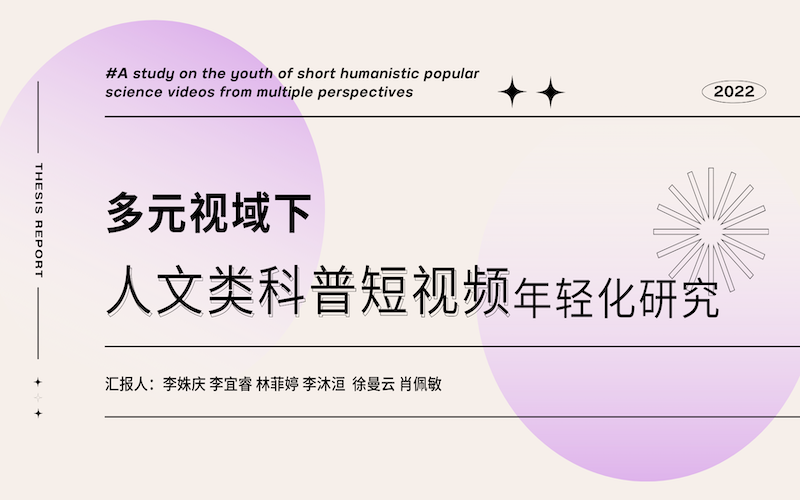 #A study on the youth of short humanistic popular
science videos from multiple perspectives
2022
THESIS REPORT
多元视域下
人文类科普短视频年轻化研究
汇报人：李姝庆 李宜睿 林菲婷 李沐洹 徐曼云 肖佩敏